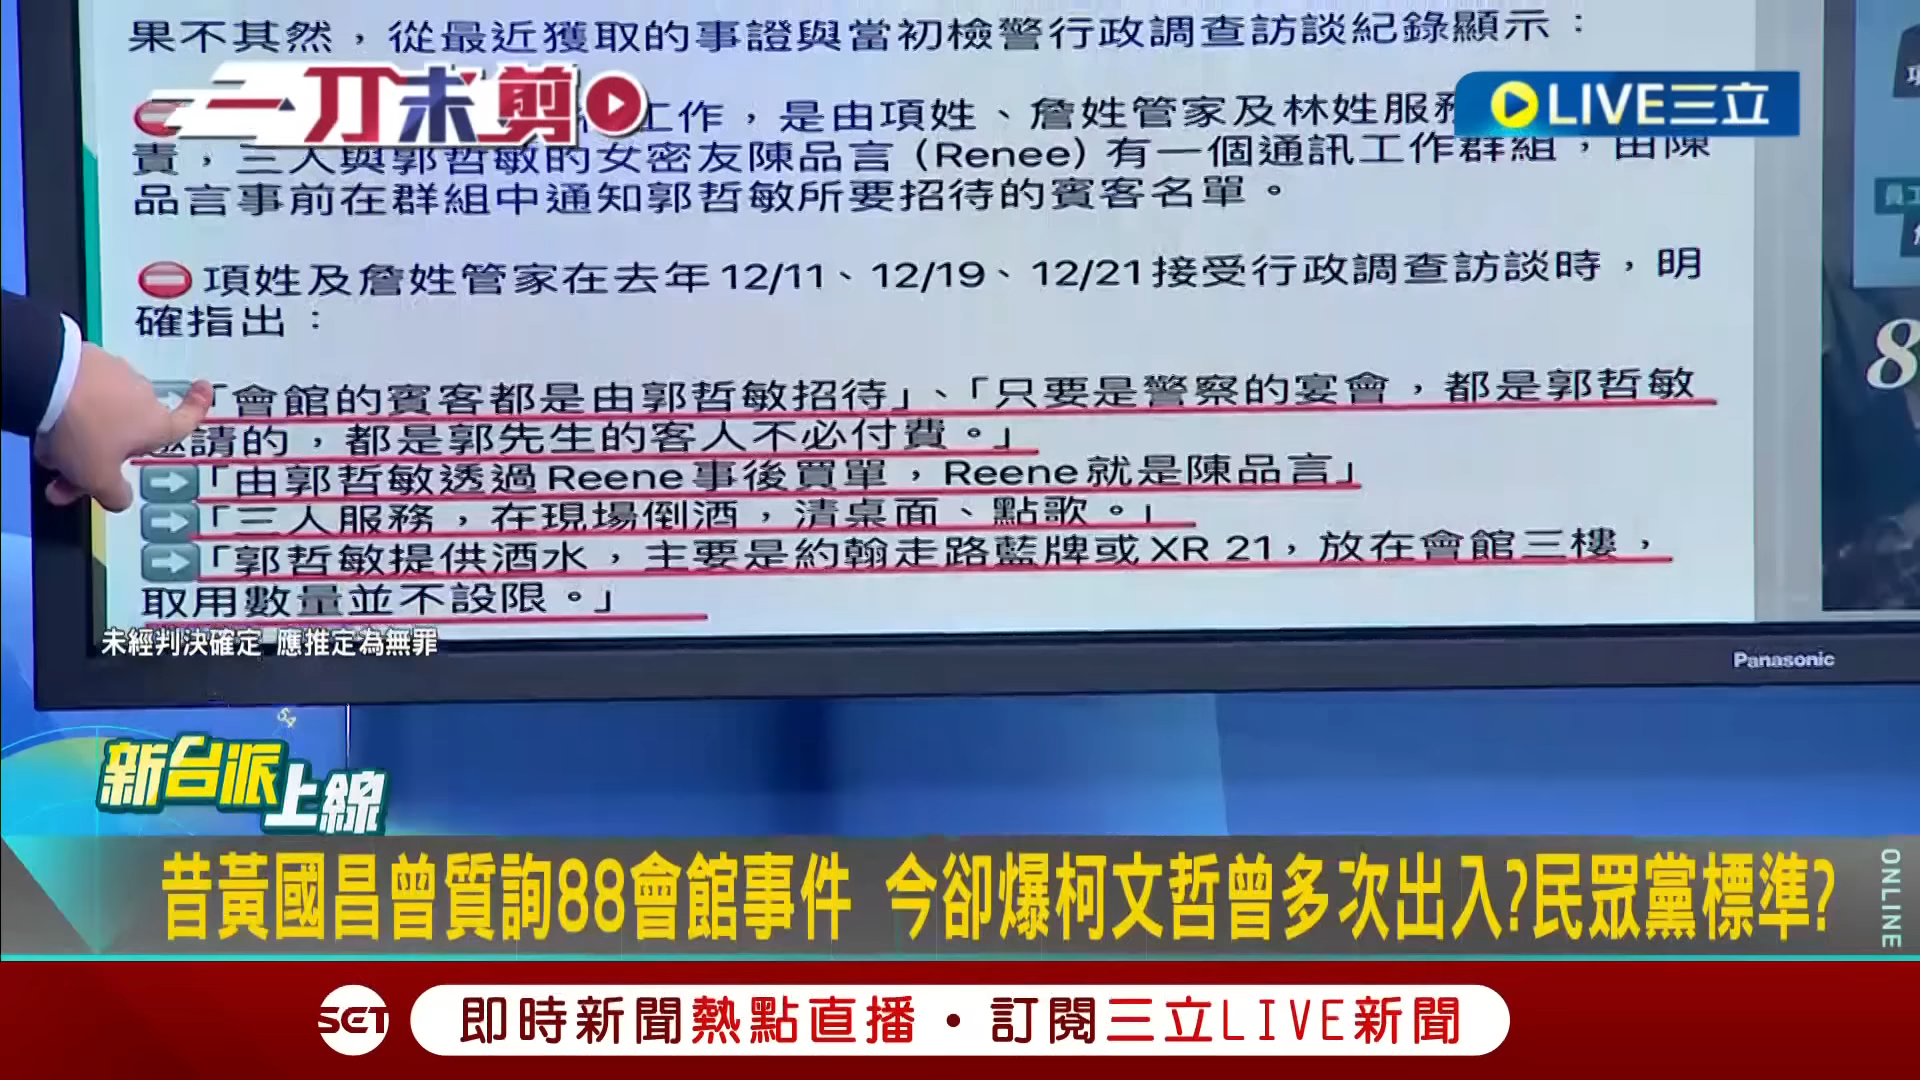 果不其然，從最近獲取的事證與當初檢警行政調查訪談紀錄顯示：
一刀未剪
LIVE三立
工作，是由項姓、詹姓管家及林姓服務
責，三人與郭哲敏的女密友陳品言（Renee）有一個通訊工作群組，由陳
品言事前在群組中通知郭哲敏所要招待的賓客名單。
項姓及詹姓管家在去年12/11、12/19、12/21接受行政調查訪談時，明
確指出：
「會館的賓客都是由郭哲敏招待」、「只要是警察的宴會，都是郭哲敏
邀請的，都是郭先生的客人不必付費。」
「由郭哲敏透過Reene事後買單，Reene就是陳品言」
「三人服務，在現場倒酒，清桌面、點歌。」
「郭哲敏提供酒水，主要是約翰走路藍牌或XR 21，放在會館三樓，
取用數量並不設限。」
未經判決確定 應推定為無罪
Panasonic
8
新台派上線
昔黃國昌曾質詢88會館事件 今卻爆柯文哲曾多次出入?民眾黨標準?
ONLINE
SET
即時新聞熱點直播・訂閱三立LIVE新聞